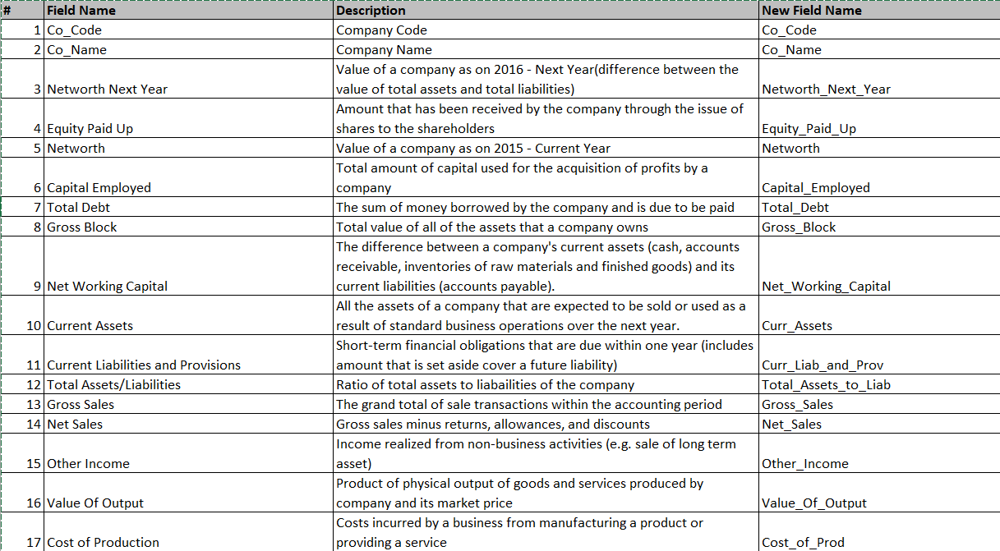 # Field Name Description New Field Name
1 Co_Code Company Code Co_Code
2 Co_Name Company Name Co_Name
Value of a company as on 2016 - Next Year(difference between the
3 Networth Next Year value of total assets and total liabilities) Networth_Next_Year
Amount that has been received by the company through the issue of
4 Equity Paid Up shares to the shareholders Equity_Paid_Up
5 Networth Value of a company as on 2015 - Current Year Networth
Total amount of capital used for the acquisition of profits by a
6 Capital Employed company Capital_Employed
7 Total Debt The sum of money borrowed by the company and is due to be paid Total_Debt
8 Gross Block Total value of all of the assets that a company owns Gross_Block
The difference between a company's current assets (cash, accounts
receivable, inventories of raw materials and finished goods) and its
9 Net Working Capital current liabilities (accounts payable). Net_Working_Capital
All the assets of a company that are expected to be sold or used as a
10 Current Assets result of standard business operations over the next year. Curr_Assets
Short-term financial obligations that are due within one year (includes
11 Current Liabilities and Provisions amount that is set aside cover a future liability) Curr_Liab_and_Prov
12 Total Assets/Liabilities Ratio of total assets to liabailities of the company Total_Assets_to_Liab
13 Gross Sales The grand total of sale transactions within the accounting period Gross_Sales
14 Net Sales Gross sales minus returns, allowances, and discounts Net_Sales
Income realized from non-business activities (e.g. sale of long term
15 Other Income asset) Other_Income
Product of physical output of goods and services produced by
16 Value Of Output company and its market price Value_Of_Output
Costs incurred by a business from manufacturing a product or
17 Cost of Production providing a service Cost_of_Prod